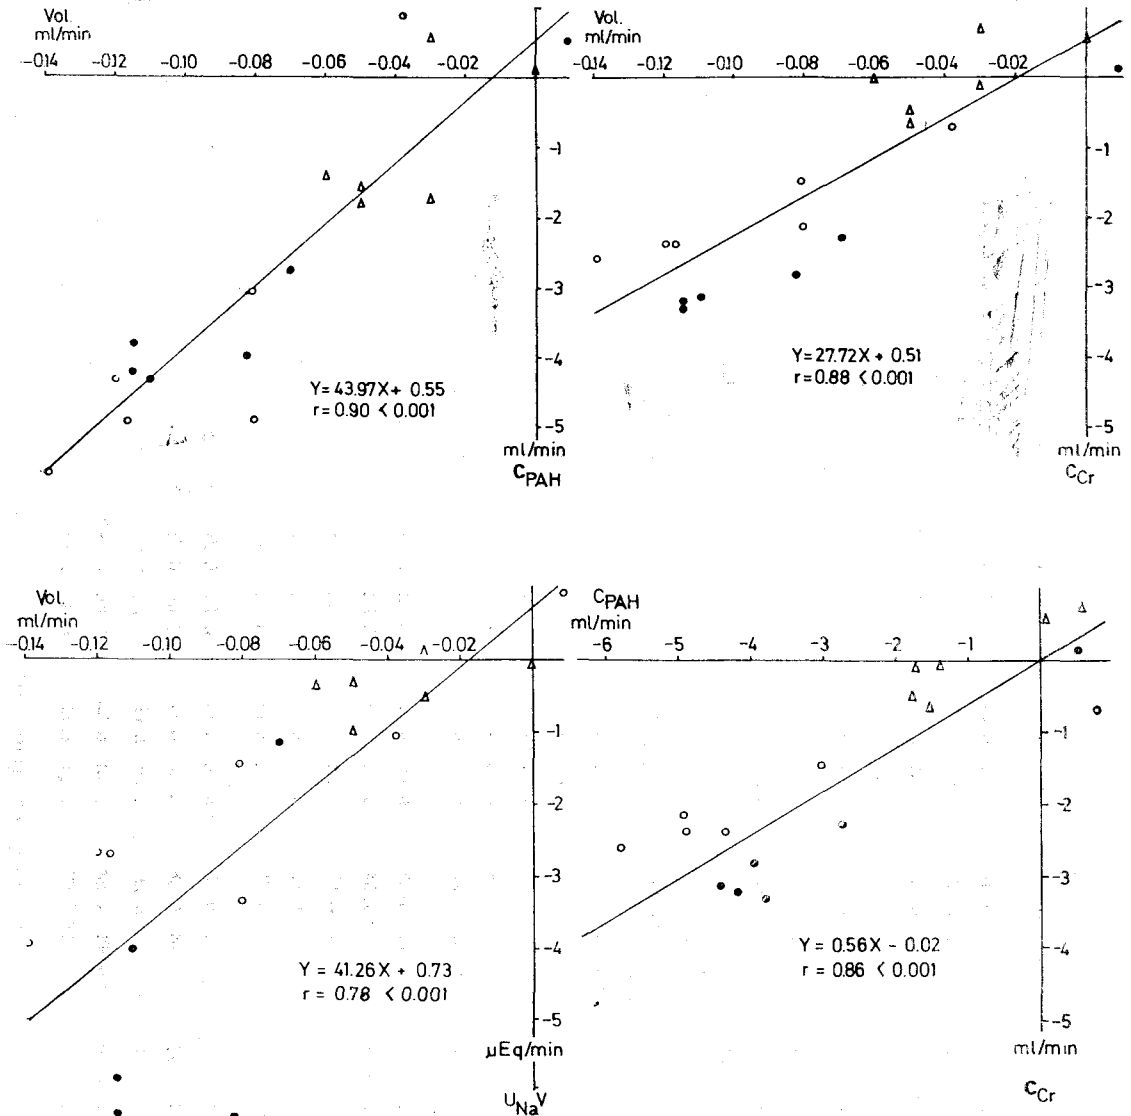 Vol.
ml/min
-0.14 -0.12 -0.10 -0.08 -0.06 -0.04 -0.02
-1
-2
-3
-4
-5
Y=43.97X+ 0.55
r=0.90 <0.001
ml/min
CPAH
Vol.
ml/min
-0.14 -0.12 -0.10 -0.08 -0.06 -0.04 -0.02
-1
-2
-3
-4
-5
Y=27.72X + 0.51
r=0.88 <0.001
ml/min
CCr
Vol.
ml/min
-0.14 -0.12 -0.10 -0.08 -0.06 -0.04 -0.02
-1
-2
-3
-4
-5
Y = 41.26X + 0.73
r = 0.78 <0.001
µEq/min
UNaV
CPAH
ml/min
-6 -5 -4 -3 -2 -1
-1
-2
-3
-4
-5
Y = 0.56X - 0.02
r = 0.86 <0.001
ml/min
CCr